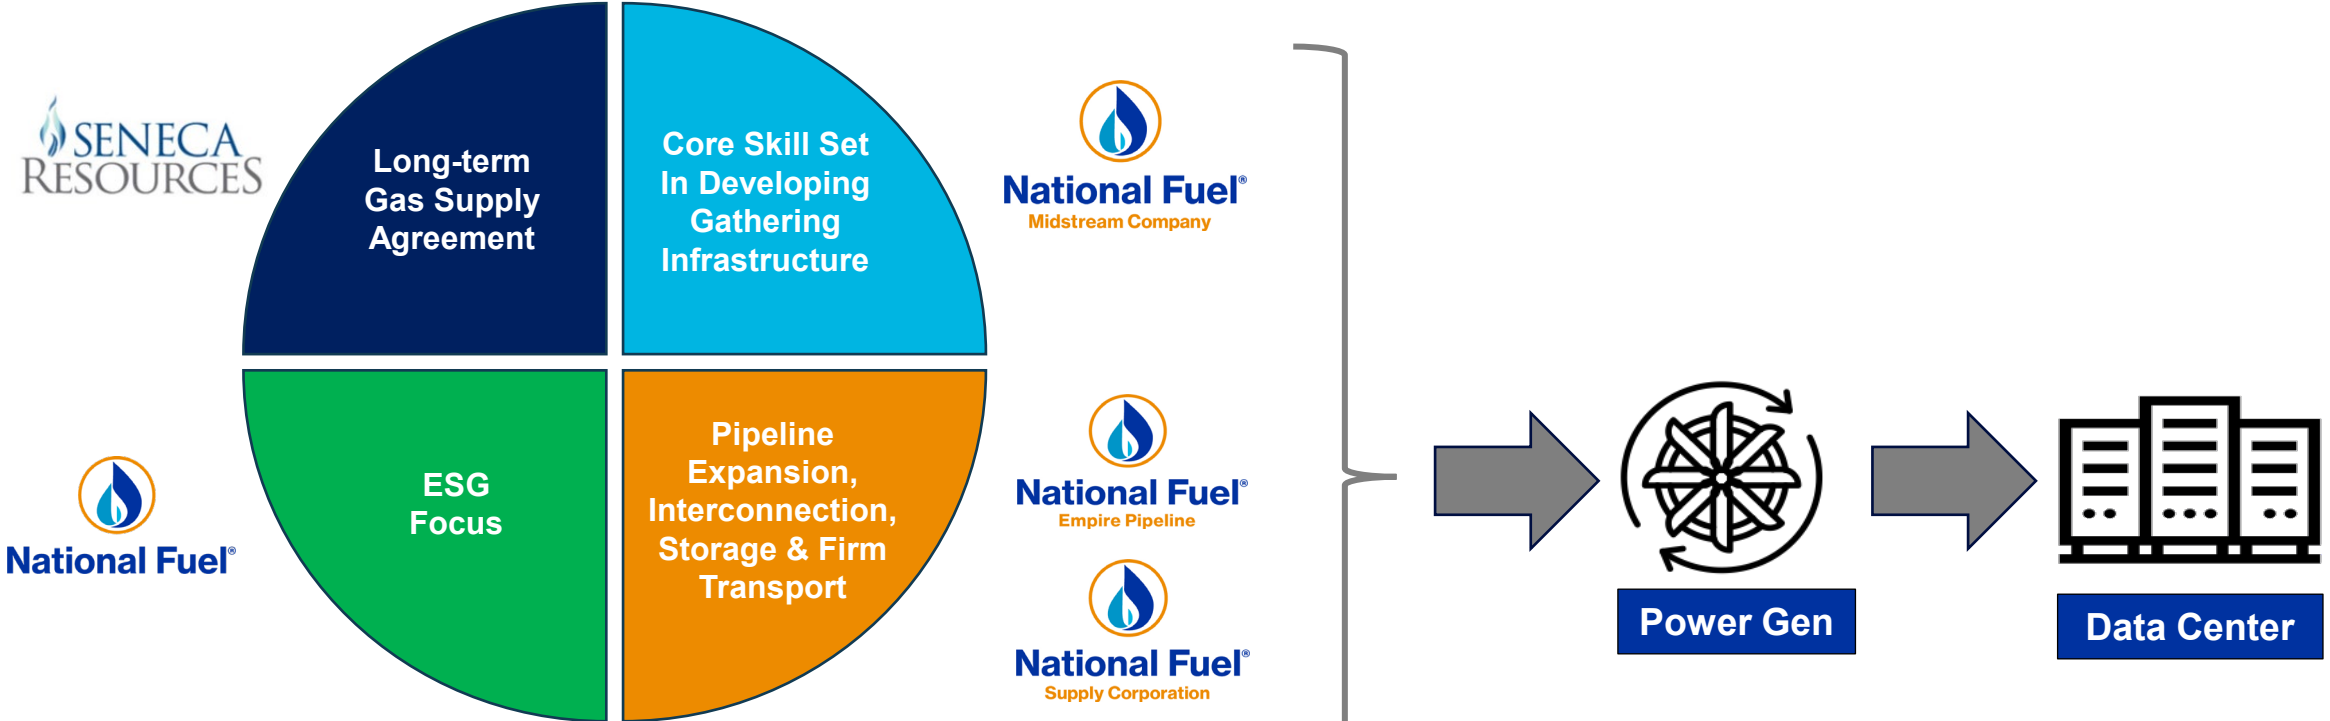 SENECA
RESOURCES
Long-term
Gas Supply
Agreement
Core Skill Set
In Developing
Gathering
Infrastructure
National Fuel®
Midstream Company
National Fuel®
ESG
Focus
Pipeline
Expansion,
Interconnection,
Storage & Firm
Transport
National Fuel®
Empire Pipeline
National Fuel®
Supply Corporation
Power Gen
Data Center